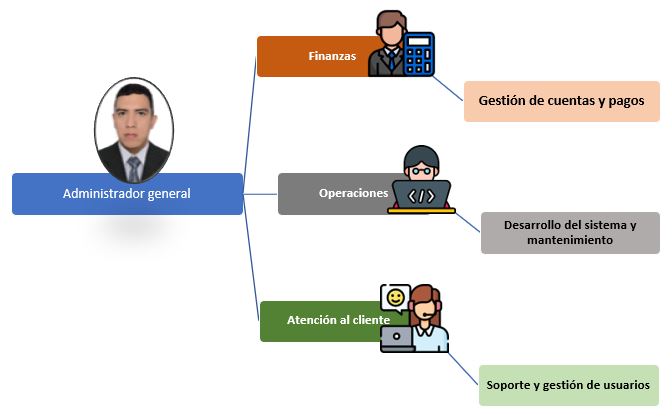 Finanzas
Gestión de cuentas y pagos
Administrador general
Operaciones
Desarrollo del sistema y
mantenimiento
Atención al cliente
Soporte y gestión de usuarios